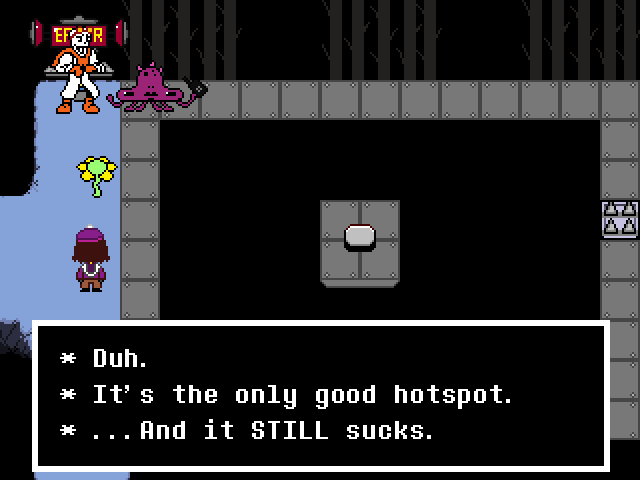 * Duh.
* It's the only good hotspot.
* ...And it STILL sucks.